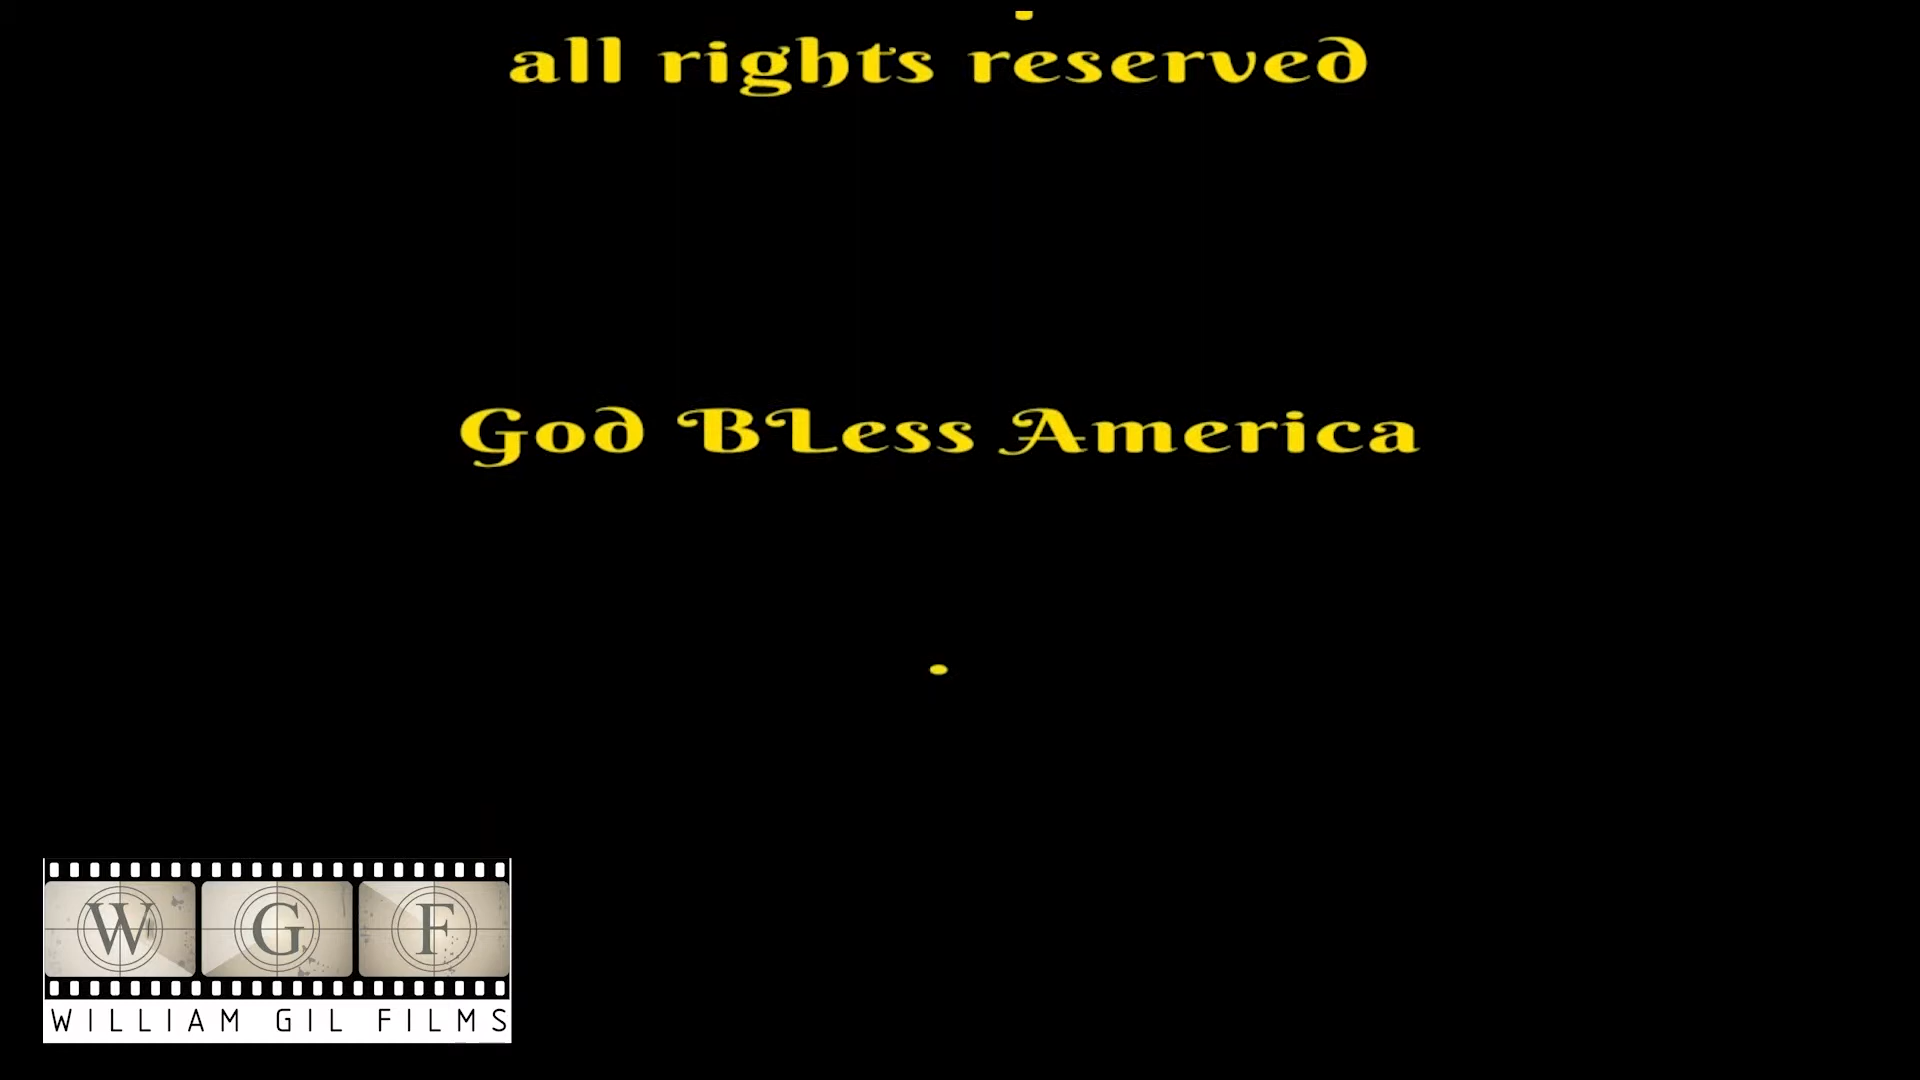 all rights reserved
God BLess America
.
W G F
WILLIAM GIL FILMS